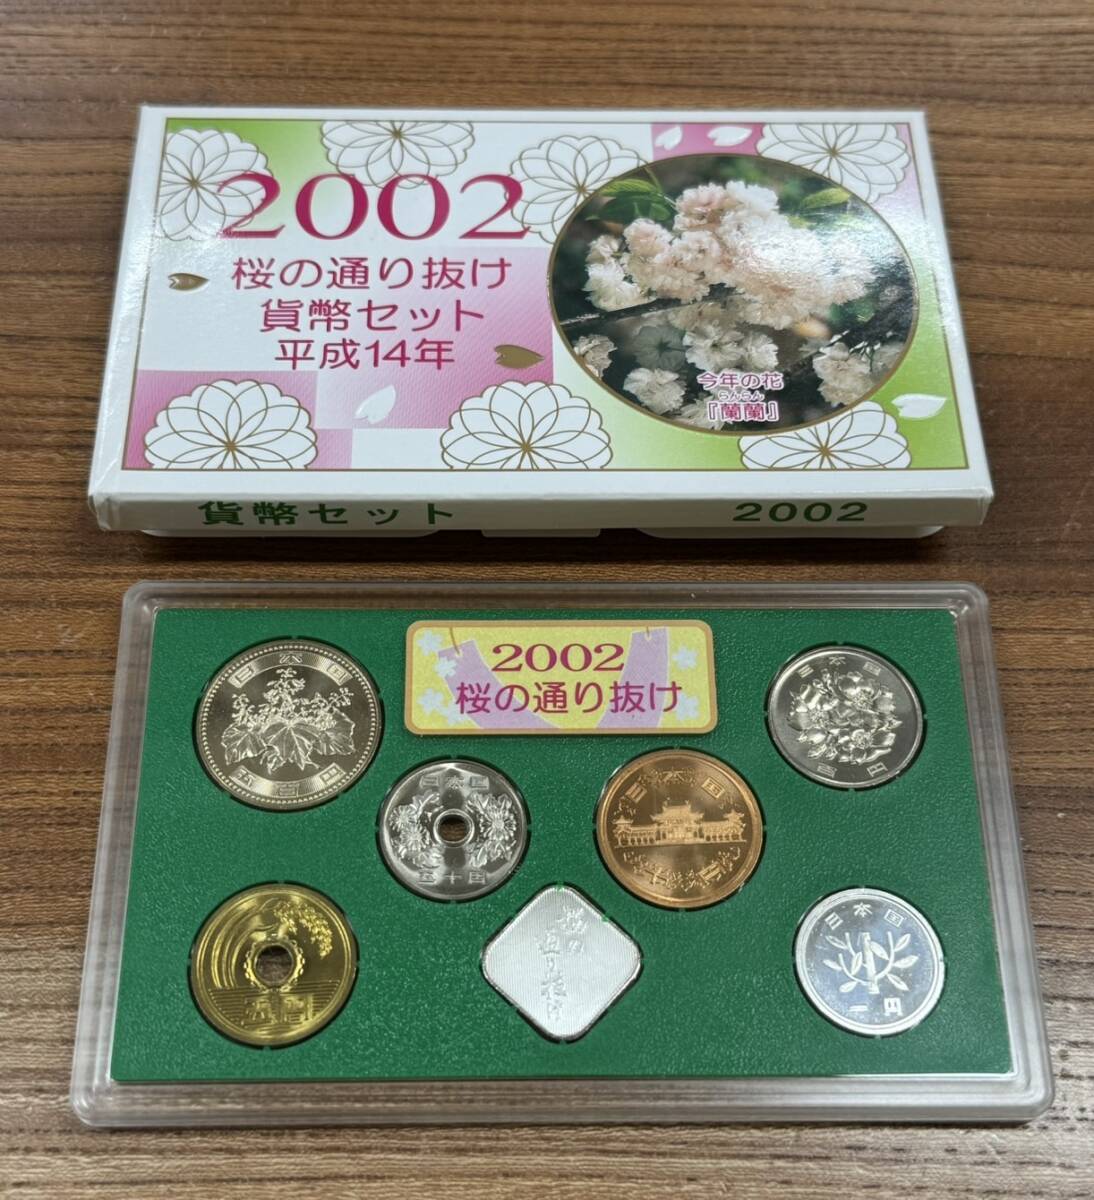 2002
桜の通り抜け
貨幣セット
平成14年
今年の花
らんらん
『蘭蘭』
貨幣セット 2002
2002
桜の通り抜け
日本国
五百円
日本国
百円
日本国
五十円
日本国
十円
五円
桜の
通り抜け
日本国
1円